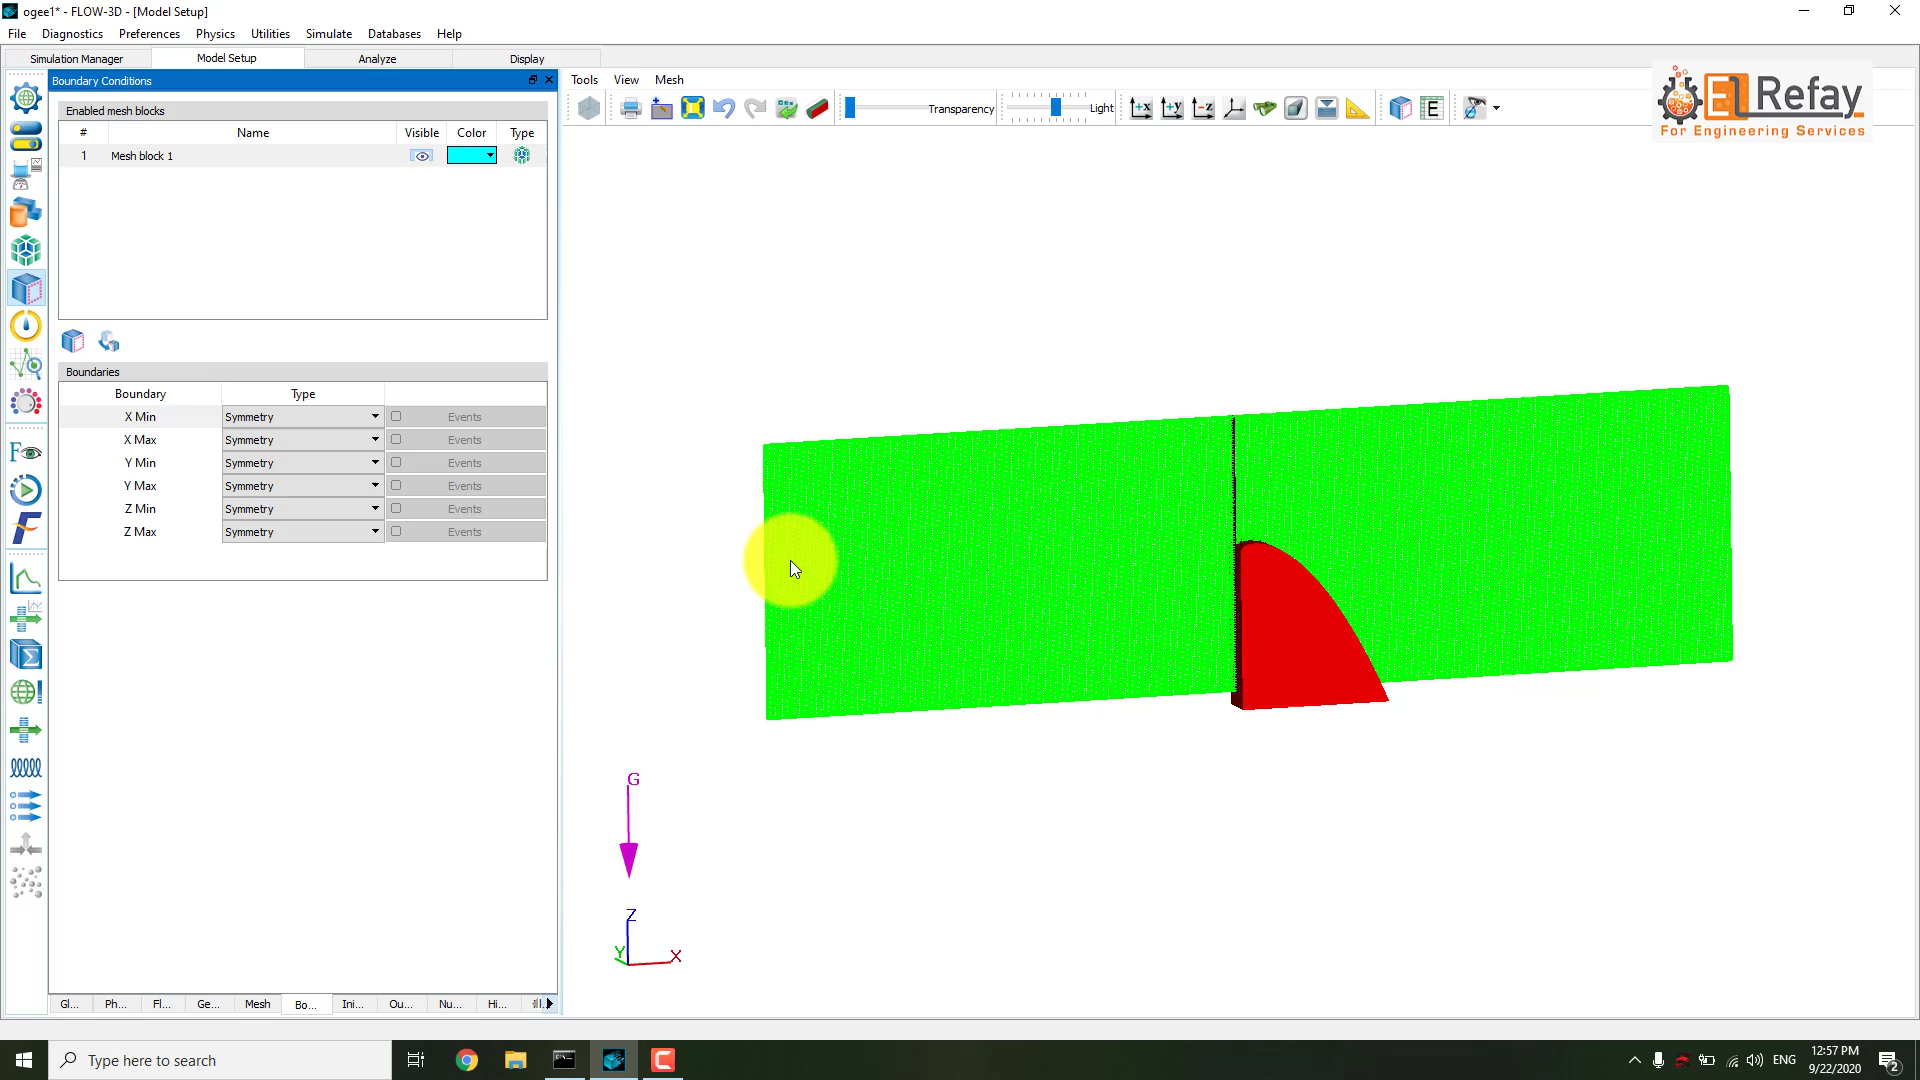 ogee1* - FLOW-3D - [Model Setup]
File Diagnostics Preferences Physics Utilities Simulate Databases Help
Simulation Manager Model Setup Analyze Display
Boundary Conditions
Tools View Mesh
Transparency Light
EL Refay
For Engineering Services
Enabled mesh blocks
# Name Visible Color Type
1 Mesh block 1
Boundaries
Boundary Type
X Min Symmetry Events
X Max Symmetry Events
Y Min Symmetry Events
Y Max Symmetry Events
Z Min Symmetry Events
Z Max Symmetry Events
G
Z
Y X
Gl... Ph... Fl... Ge... Mesh Bo... Ini... Ou... Nu... Hi...
Type here to search
ENG
12:57 PM
9/22/2020
2